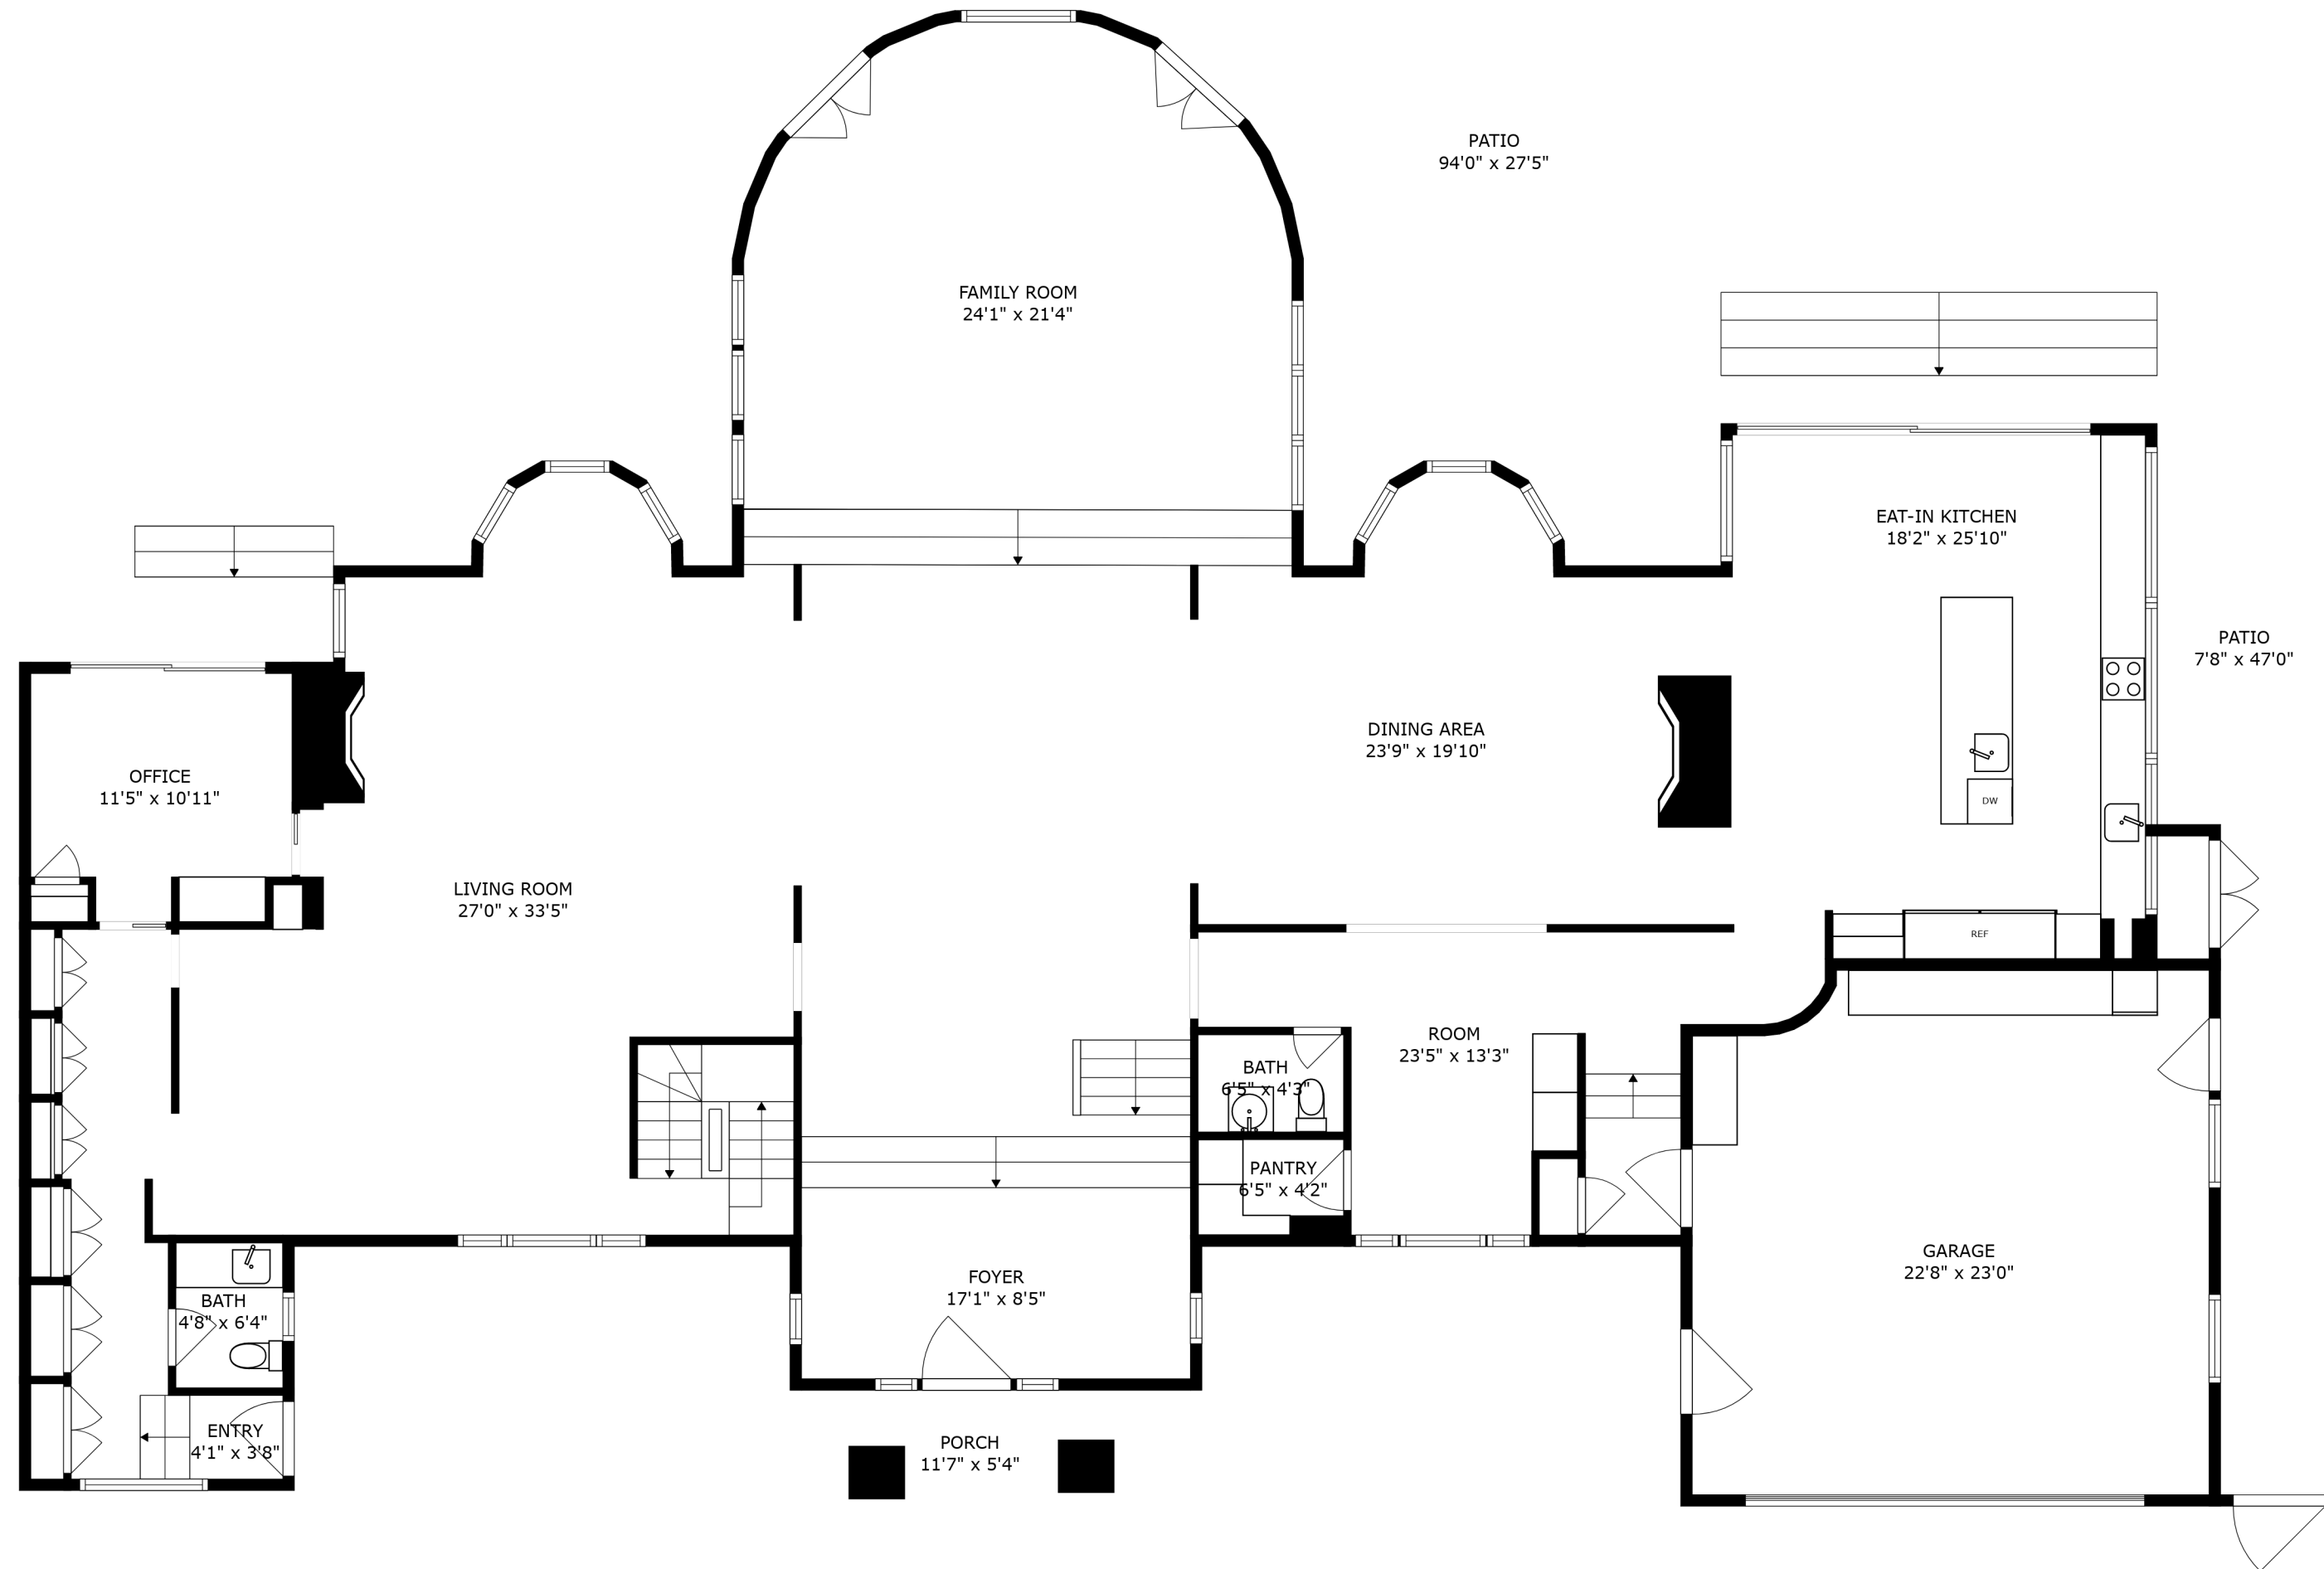 PATIO
94'0" x 27'5"
FAMILY ROOM
24'1" x 21'4"
EAT-IN KITCHEN
18'2" x 25'10"
PATIO
7'8" x 47'0"
DINING AREA
23'9" x 19'10"
OFFICE
11'5" x 10'11"
DW
LIVING ROOM
27'0" x 33'5"
REF
ROOM
23'5" x 13'3"
BATH
6'5" x 4'3"
PANTRY
6'5" x 4'2"
GARAGE
22'8" x 23'0"
FOYER
17'1" x 8'5"
BATH
4'8" x 6'4"
ENTRY
4'1" x 3'8"
PORCH
11'7" x 5'4"